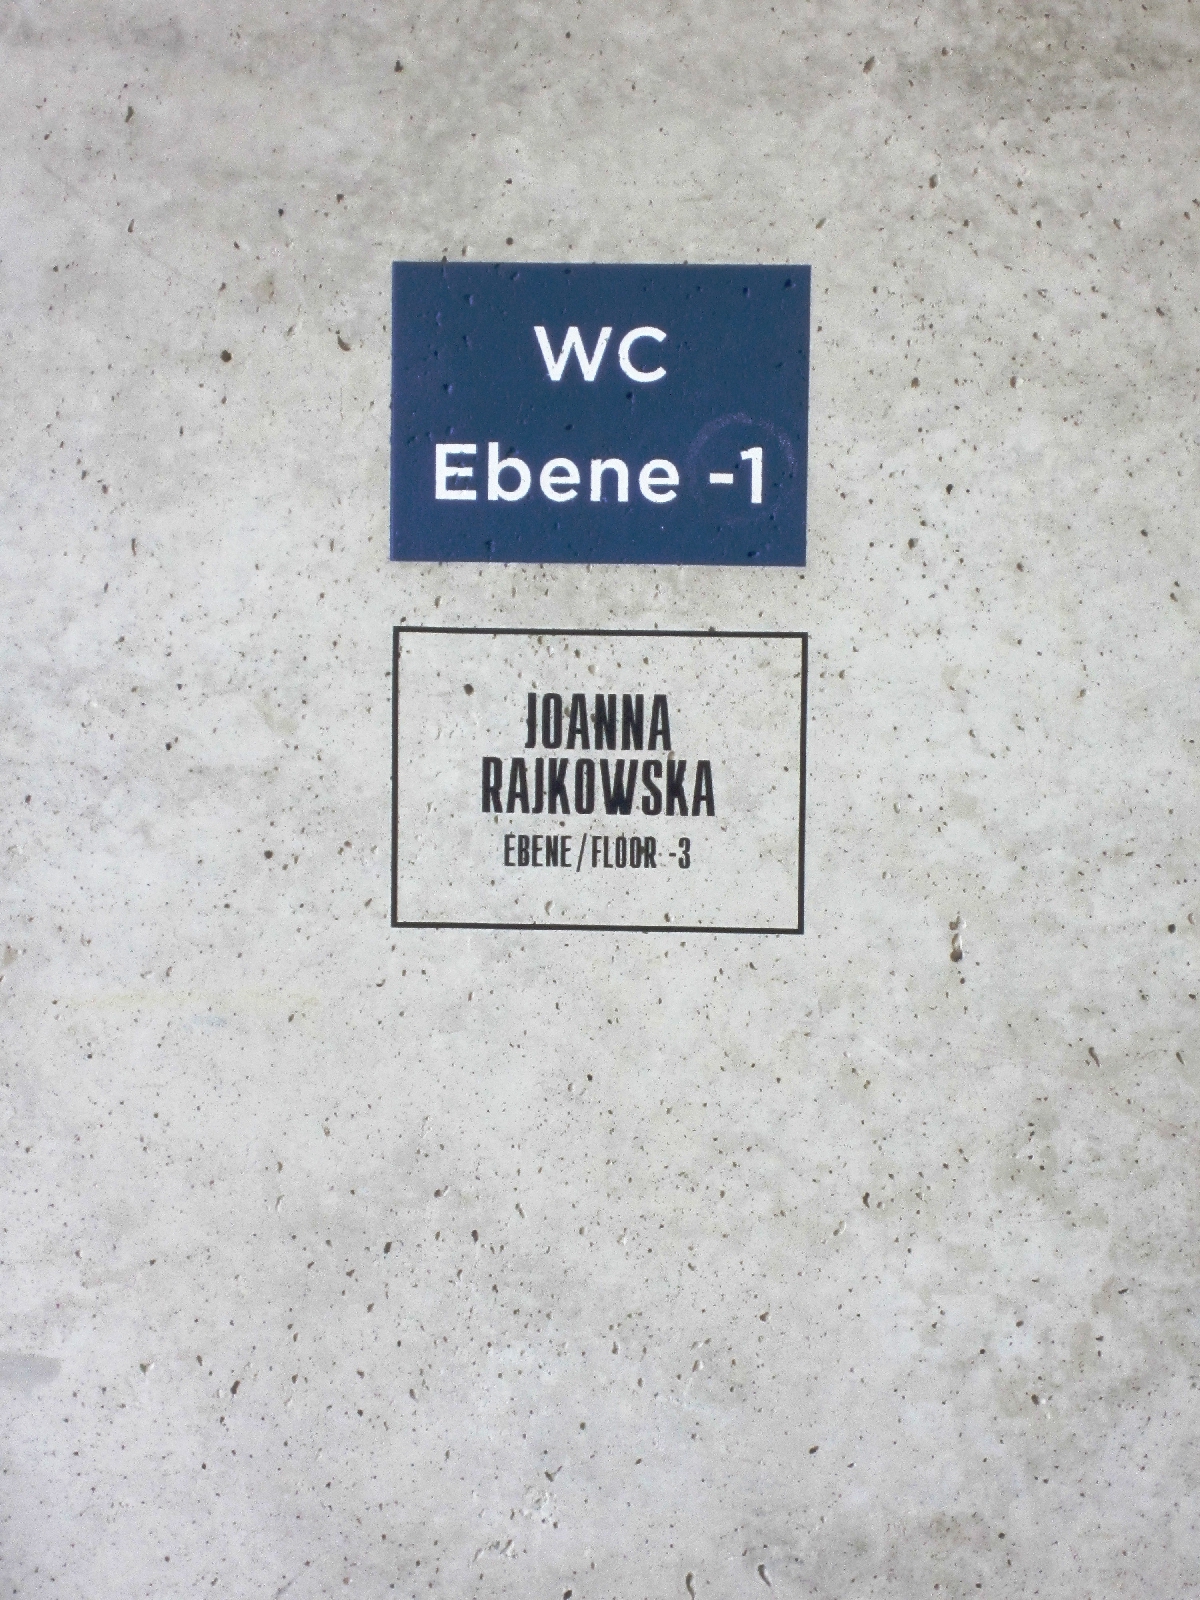 WC
Ebene -1
JOANNA
RAJKOWSKA
EBENE/FLOOR -3